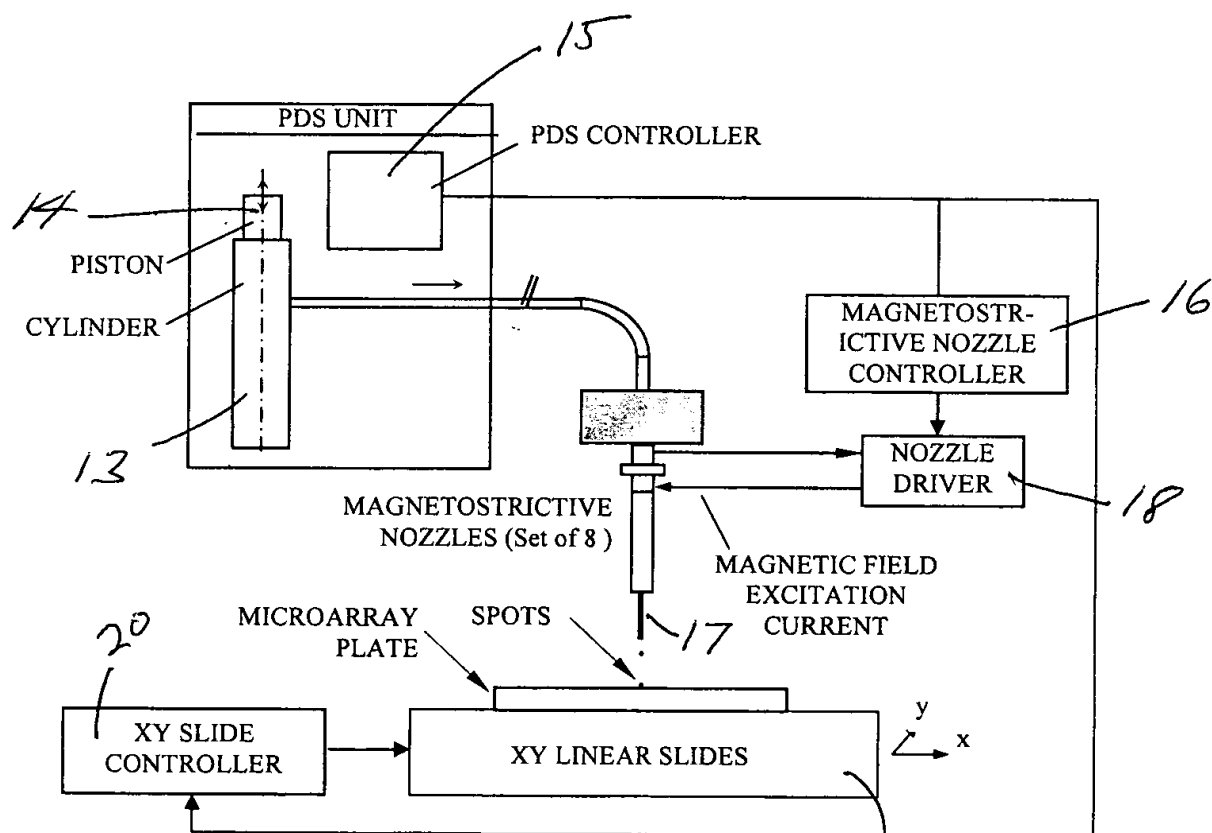 15
PDS UNIT
PDS CONTROLLER
14
PISTON
CYLINDER
MAGNETOSTR-
ICTIVE NOZZLE
CONTROLLER
16
13
NOZZLE
DRIVER
18
MAGNETOSTRICTIVE
NOZZLES (Set of 8 )
MAGNETIC FIELD
EXCITATION
CURRENT
MICROARRAY
PLATE
SPOTS
17
20
XY SLIDE
CONTROLLER
XY LINEAR SLIDES
y
x